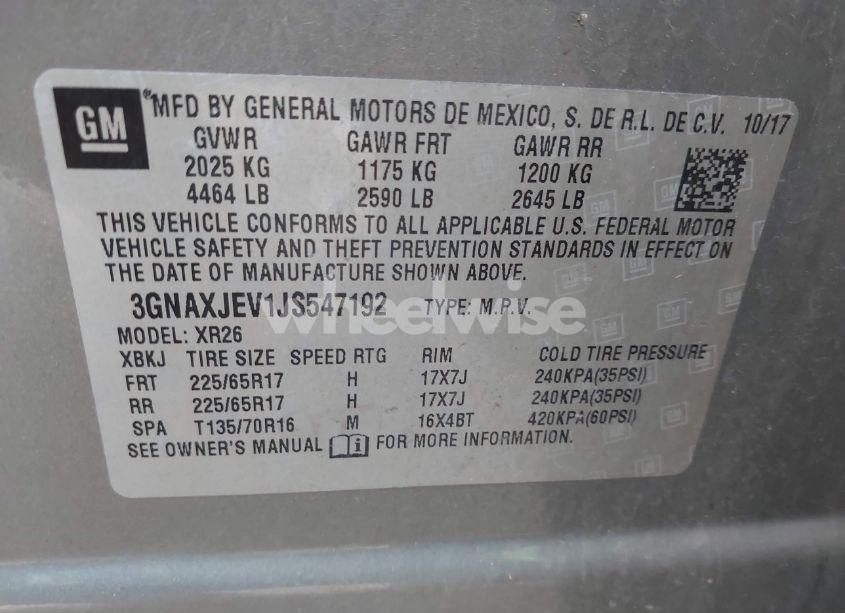 GM
®MFD BY GENERAL MOTORS DE MEXICO, S. DE R.L. DE C.V. 10/17
GVWR GAWR FRT GAWR RR
2025 KG 1175 KG 1200 KG
4464 LB 2590 LB 2645 LB
THIS VEHICLE CONFORMS TO ALL APPLICABLE U.S. FEDERAL MOTOR
VEHICLE SAFETY AND THEFT PREVENTION STANDARDS IN EFFECT ON
THE DATE OF MANUFACTURE SHOWN ABOVE.
3GNAXJEV1JS547192 TYPE: M.P.V.
wheelwise
MODEL: XR26
XBKJ TIRE SIZE SPEED RTG RIM COLD TIRE PRESSURE
FRT 225/65R17 H 17X7J 240KPA(35PSI)
RR 225/65R17 H 17X7J 240KPA(35PSI)
SPA T135/70R16 M 16X4BT 420KPA(60PSI)
SEE OWNER'S MANUAL i FOR MORE INFORMATION.